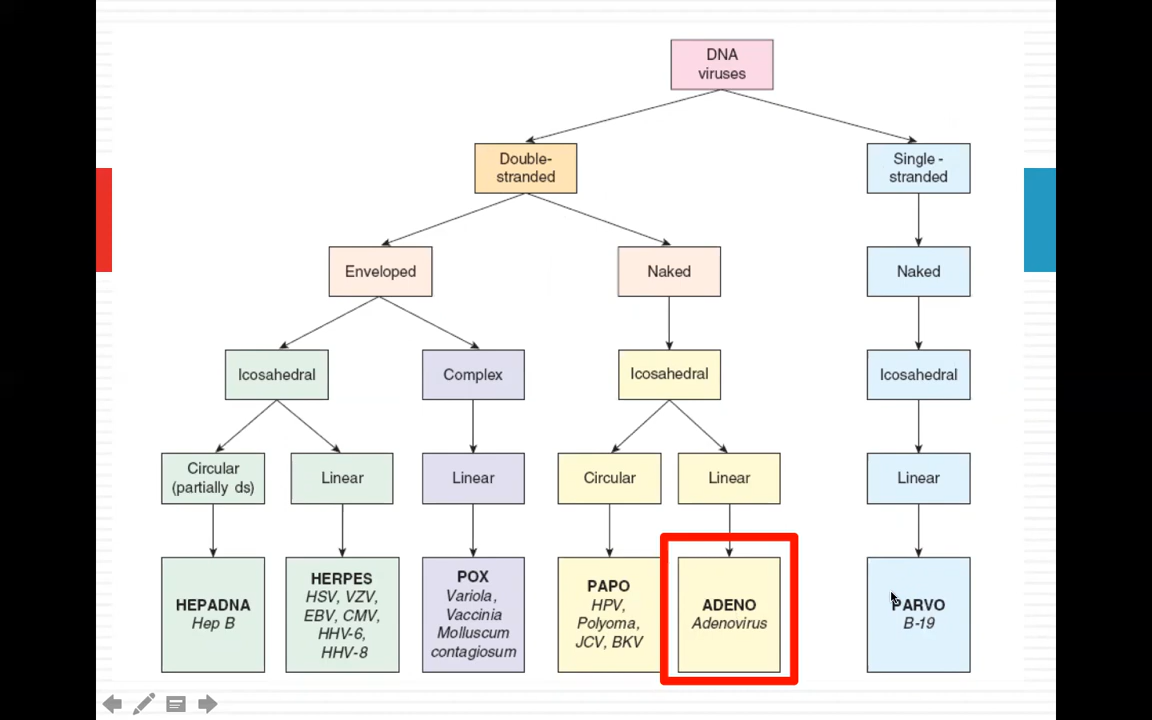 DNA
viruses
Double-
stranded
Single -
stranded
Enveloped
Naked
Naked
Icosahedral
Complex
Icosahedral
Icosahedral
Circular
(partially ds)
Linear
Linear
Circular
Linear
Linear
HEPADNA
Hep B
HERPES
HSV, VZV,
EBV, CMV,
HHV-6,
HHV-8
POX
Variola,
Vaccinia
Molluscum
contagiosum
PAPO
HPV,
Polyoma,
JCV, BKV
ADENO
Adenovirus
PARVO
B-19